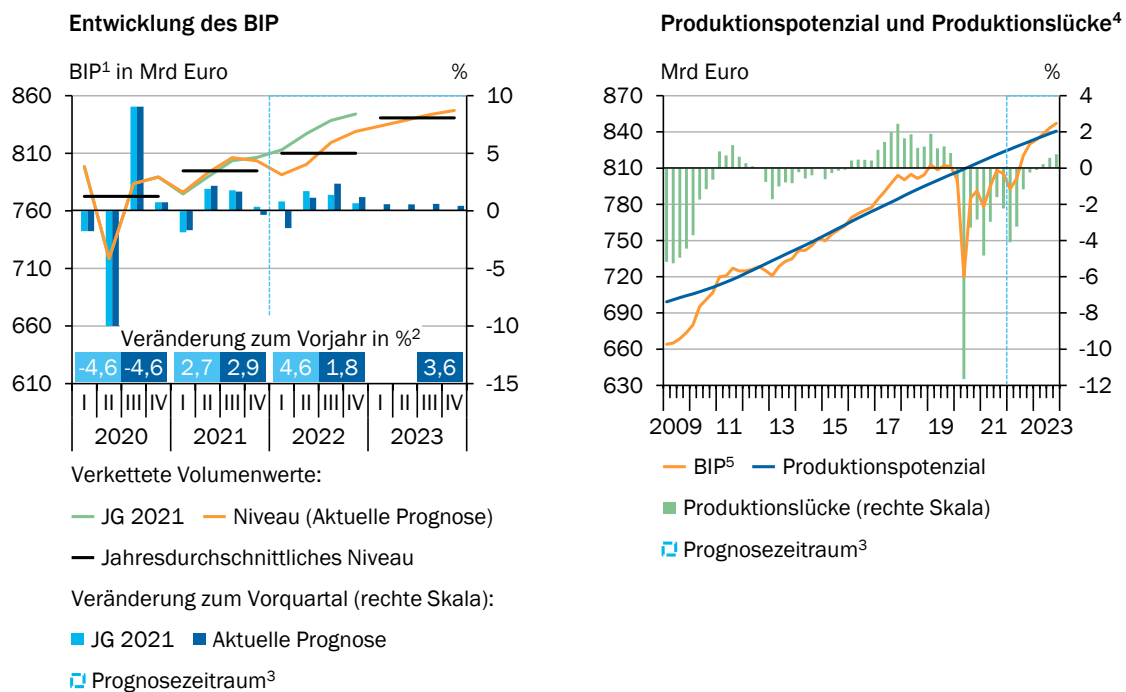 Entwicklung des BIP
BIP¹ in Mrd Euro %
860 10
810 5
760 0
710 -5
660 -10
610 -15
Veränderung zum Vorjahr in %²
-4,6 -4,6 2,7 2,9 4,6 1,8 3,6
I II III IV I II III IV I II III IV I II III IV
2020 2021 2022 2023
Verkettete Volumenwerte:
JG 2021 Niveau (Aktuelle Prognose)
Jahresdurchschnittliches Niveau
Veränderung zum Vorquartal (rechte Skala):
JG 2021 Aktuelle Prognose
Prognosezeitraum³
Produktionspotenzial und Produktionslücke⁴
Mrd Euro %
870 4
840 2
810 0
780 -2
750 -4
720 -6
690 -8
660 -10
630 -12
2009 11 13 15 17 19 21 2023
BIP⁵ Produktionspotenzial
Produktionslücke (rechte Skala)
Prognosezeitraum³